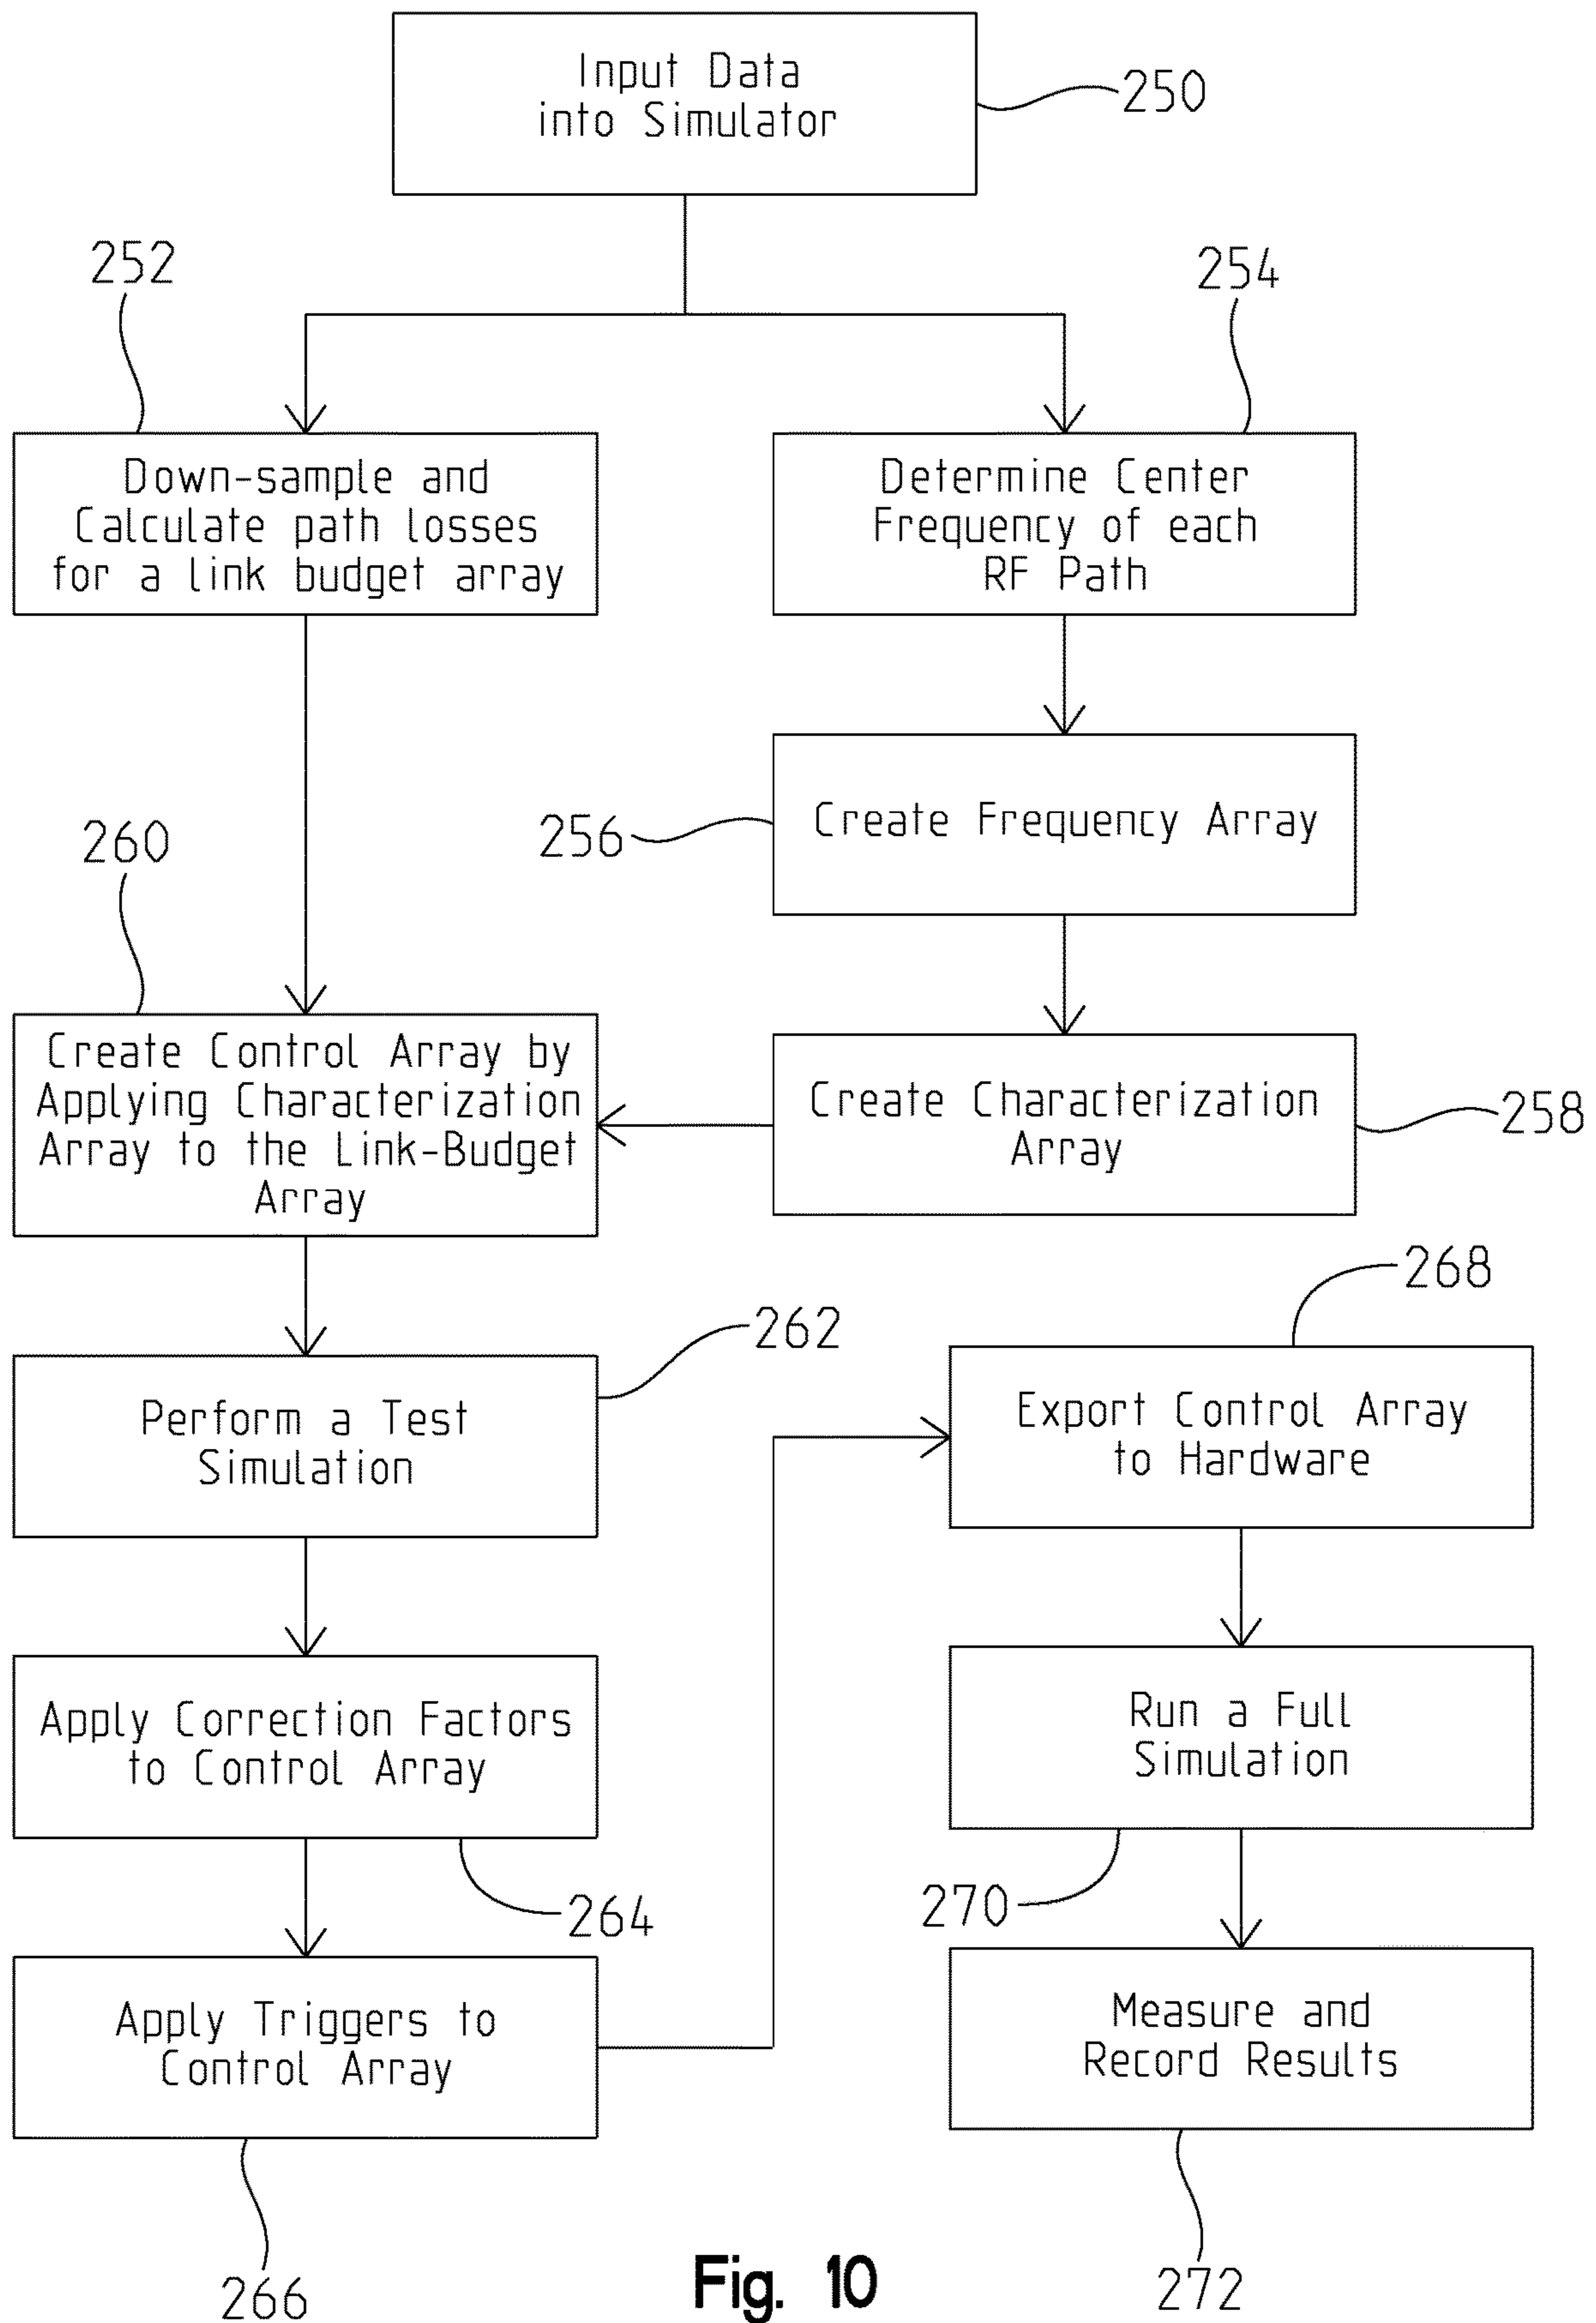 Input Data
into Simulator
250
252
254
Down-sample and
Calculate path losses
for a link budget array
Determine Center
Frequency of each
RF Path
256
Create Frequency Array
260
Create Control Array by
Applying Characterization
Array to the Link-Budget
Array
Create Characterization
Array
258
262
268
Perform a Test
Simulation
Export Control Array
to Hardware
Apply Correction Factors
to Control Array
264
Run a Full
Simulation
270
Apply Triggers to
Control Array
266
Measure and
Record Results
272
Fig. 10